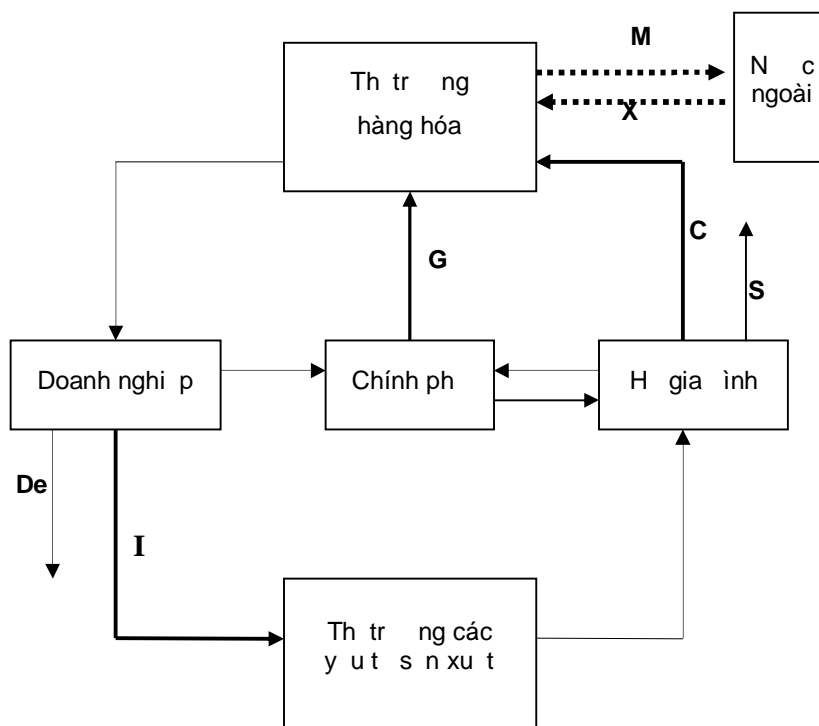 M
Th tr ng
hàng hóa
N c
ngoài
X
C
G
S
Doanh nghi p
Chính ph
H gia ình
De
I
Th tr ng các
y u t s n xu t